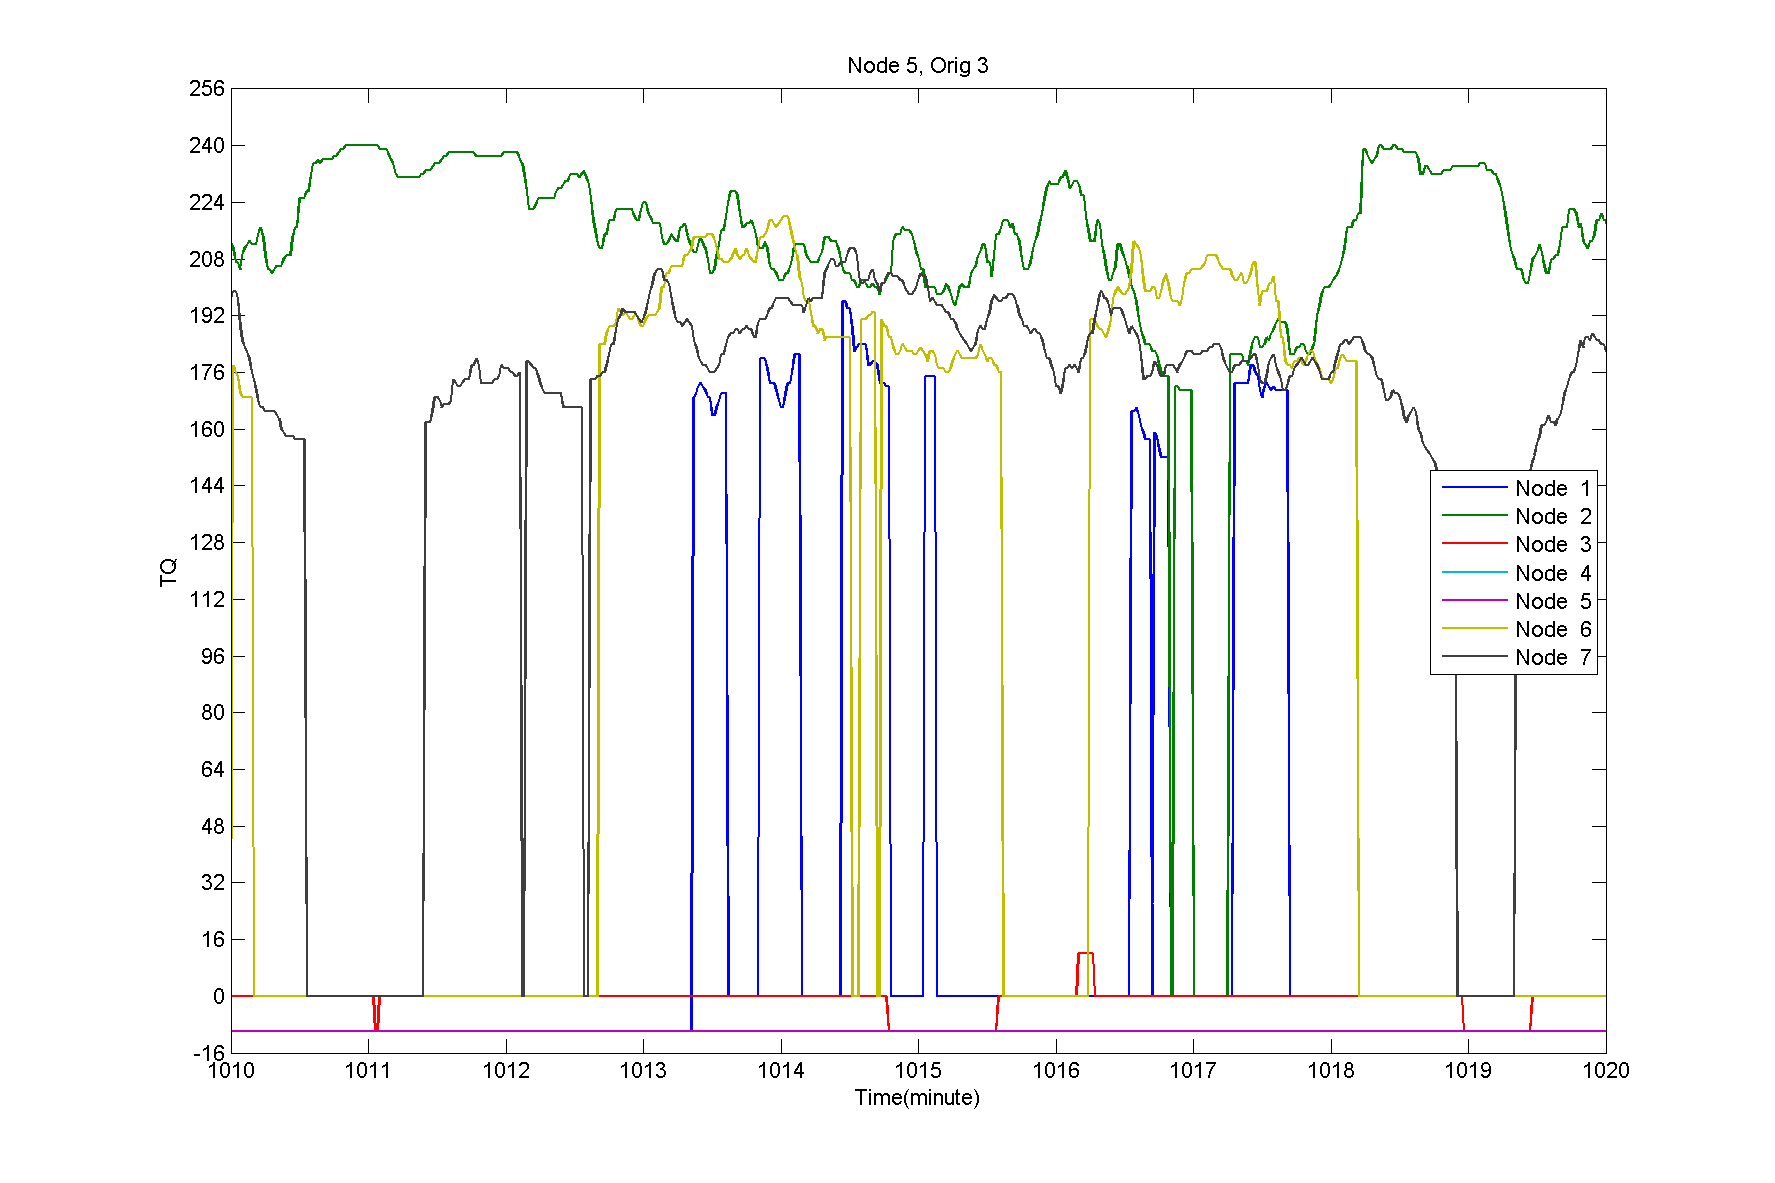 Node 5, Orig 3
256
240
224
208
192
176
160
144
128
112
96
80
64
48
32
16
0
-16
TQ
1010 1011 1012 1013 1014 1015 1016 1017 1018 1019 1020
Time(minute)
Node 1
Node 2
Node 3
Node 4
Node 5
Node 6
Node 7